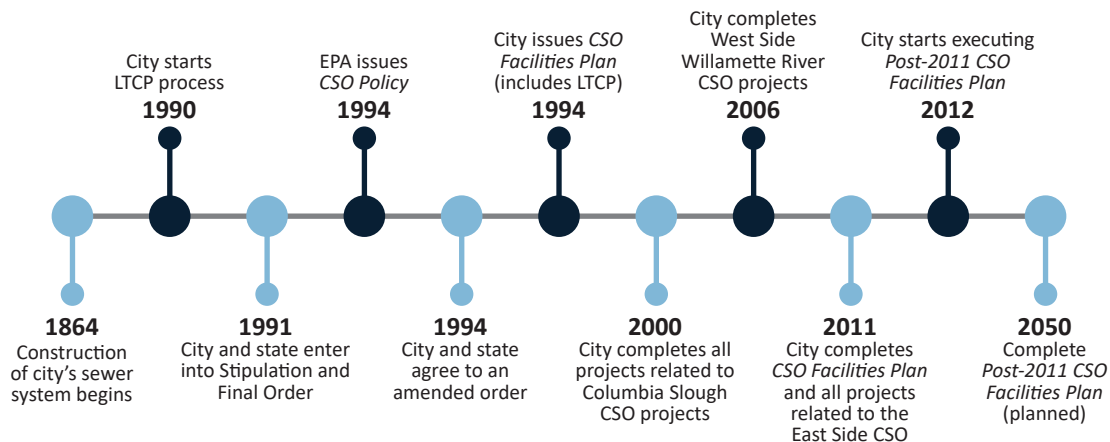 City starts
LTCP process
1990
EPA issues
CSO Policy
1994
City issues CSO
Facilities Plan
(includes LTCP)
1994
City completes
West Side
Willamette River
CSO projects
2006
City starts executing
Post-2011 CSO
Facilities Plan
2012
1864
Construction
of city’s sewer
system begins
1991
City and state enter
into Stipulation and
Final Order
1994
City and state
agree to an
amended order
2000
City completes all
projects related to
Columbia Slough
CSO projects
2011
City completes
CSO Facilities Plan
and all projects
related to the
East Side CSO
2050
Complete
Post-2011 CSO
Facilities Plan
(planned)